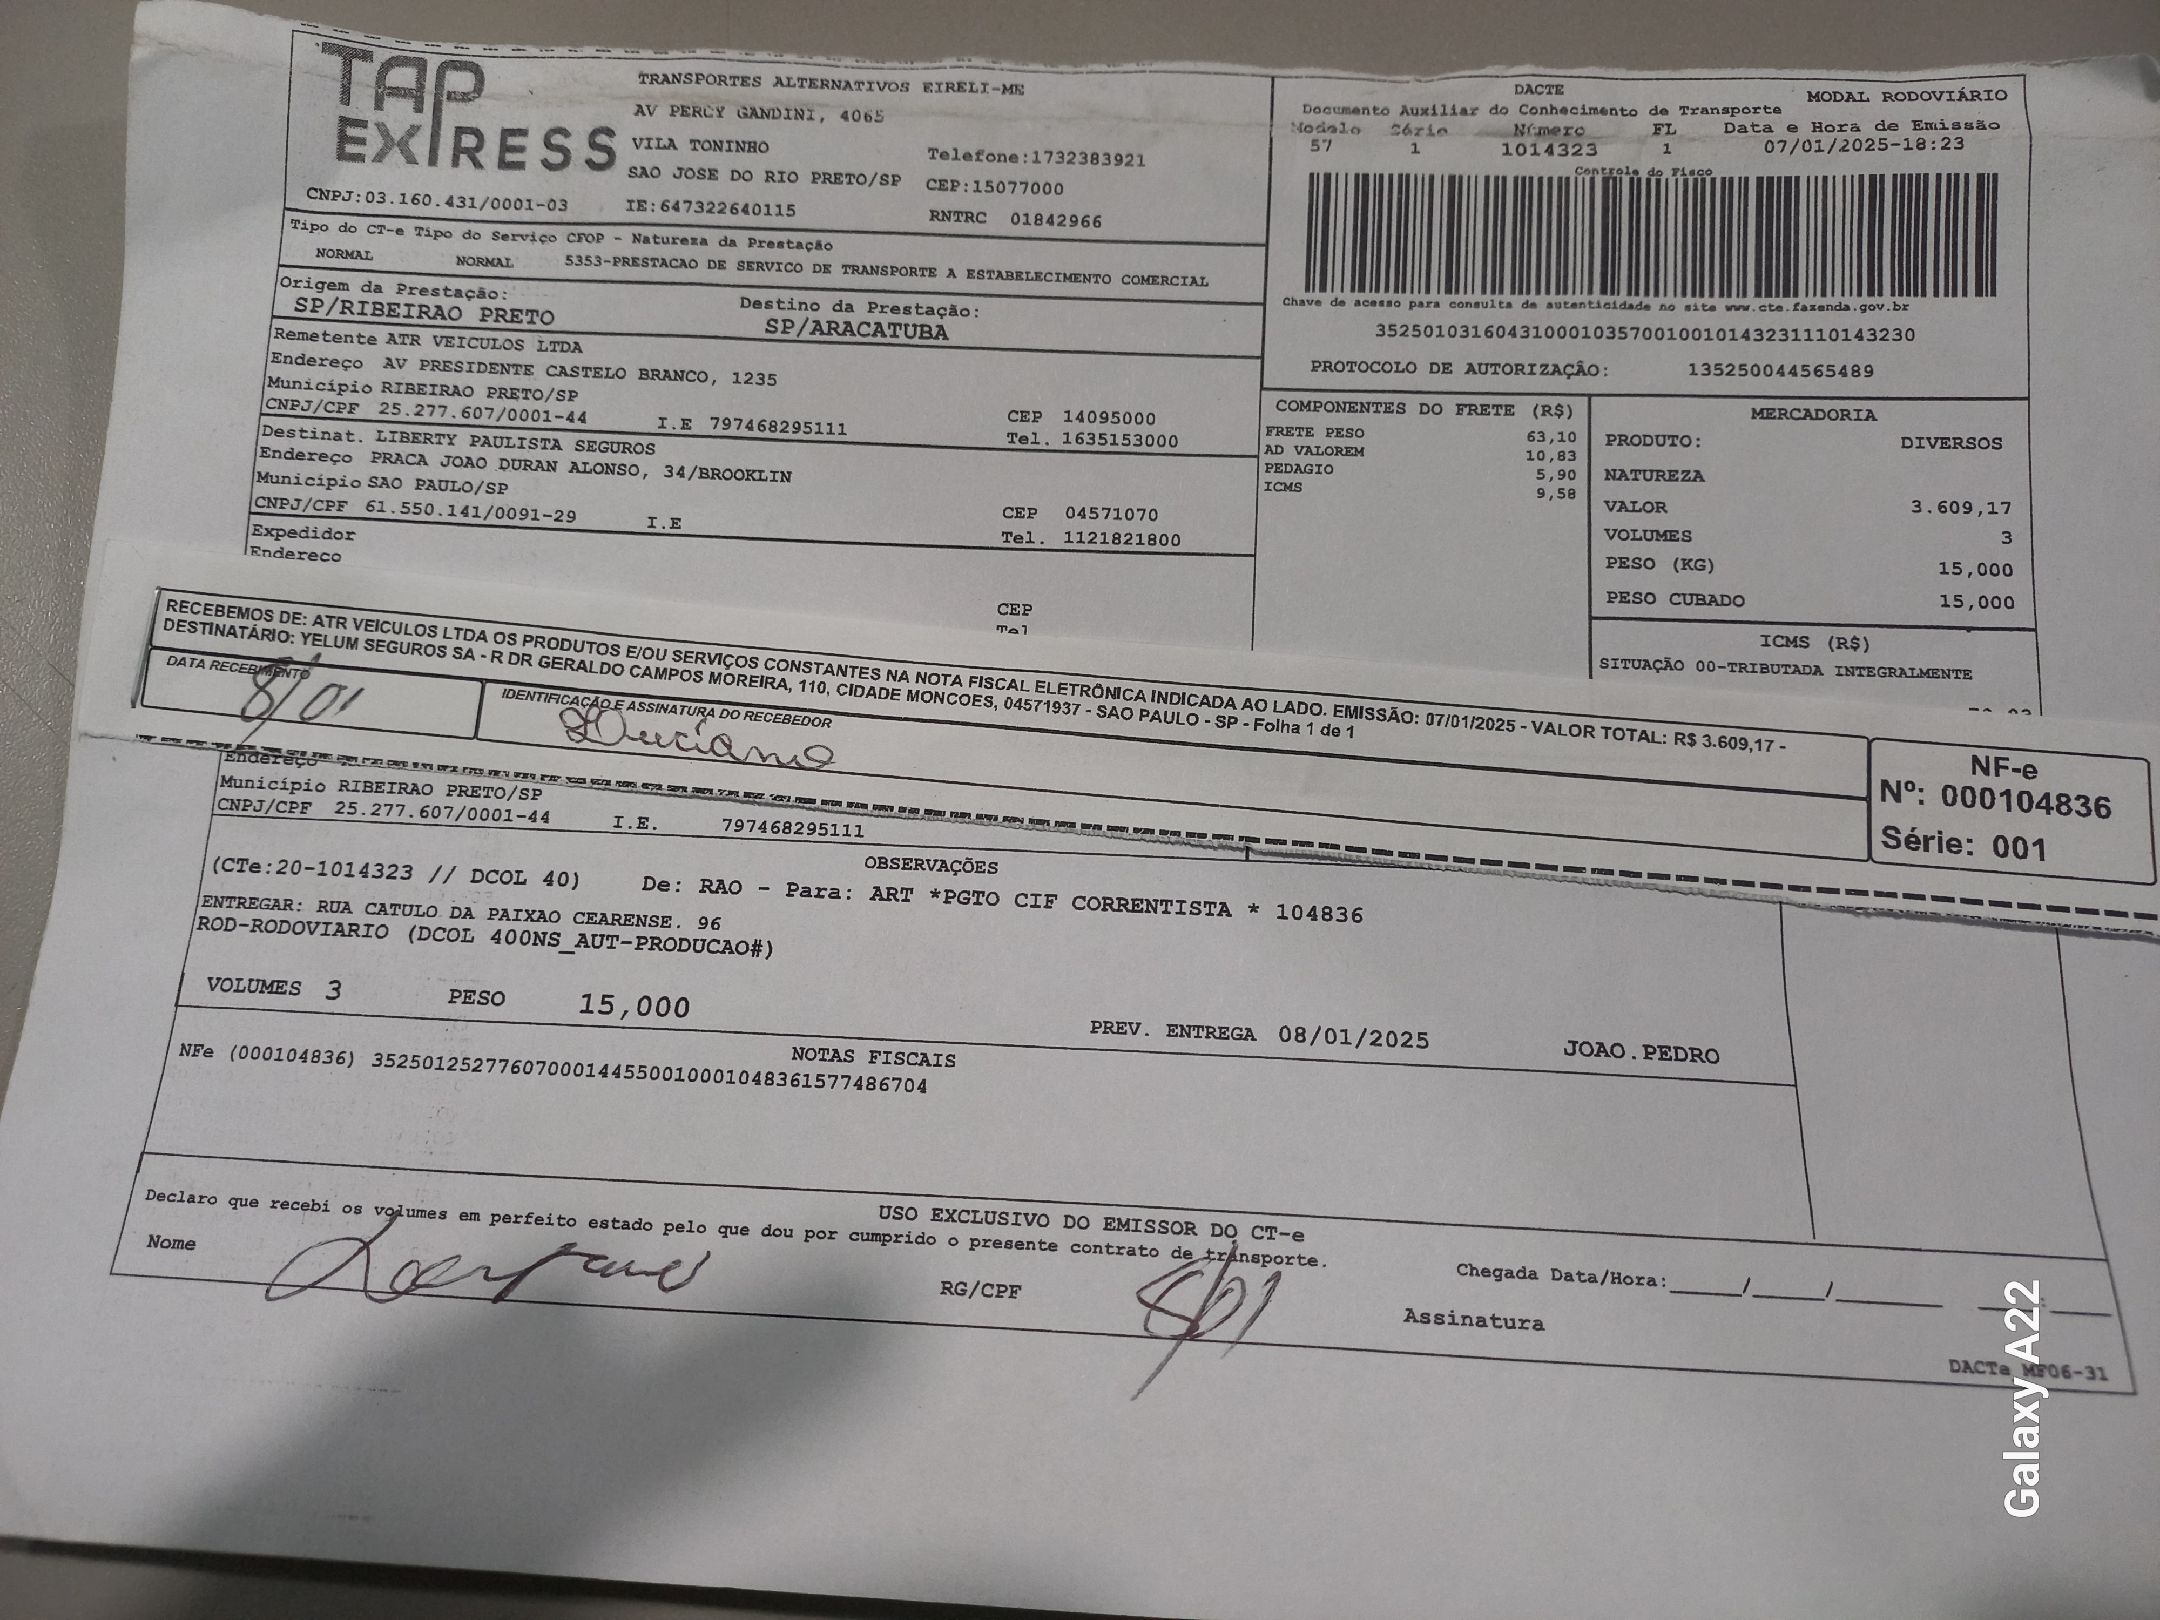 TAP EXPRESS
TRANSPORTES ALTERNATIVOS EIRELI-ME
AV PERCY GANDINI, 4065
VILA TONINHO Telefone:1732383921
SAO JOSE DO RIO PRETO/SP CEP:15077000
CNPJ:03.160.431/0001-03 IE:647322640115 RNTRC 01842966
DACTE MODAL RODOVIÁRIO
Documento Auxiliar do Conhecimento de Transporte
Modelo Série Número FL Data e Hora de Emissão
57 1 1014323 1 07/01/2025-18:23
Controle do Fisco
Chave de acesso para consulta de autenticidade no site www.cte.fazenda.gov.br
35250103160431000103570010010143231110143230
PROTOCOLO DE AUTORIZAÇÃO: 135250044565489
Tipo do CT-e Tipo do Serviço CFOP - Natureza da Prestação
NORMAL NORMAL 5353-PRESTACAO DE SERVICO DE TRANSPORTE A ESTABELECIMENTO COMERCIAL
Origem da Prestação: Destino da Prestação:
SP/RIBEIRAO PRETO SP/ARACATUBA
Remetente ATR VEICULOS LTDA
Endereço AV PRESIDENTE CASTELO BRANCO, 1235
Município RIBEIRAO PRETO/SP CEP 14095000
CNPJ/CPF 25.277.607/0001-44 I.E 797468295111 Tel. 1635153000
Destinat. LIBERTY PAULISTA SEGUROS
Endereço PRACA JOAO DURAN ALONSO, 34/BROOKLIN
Município SAO PAULO/SP CEP 04571070
CNPJ/CPF 61.550.141/0091-29 I.E Tel. 1121821800
Expedidor
Endereço
CEP
Tel
COMPONENTES DO FRETE (R$)
FRETE PESO 63,10
AD VALOREM 10,83
PEDAGIO 5,90
ICMS 9,58
MERCADORIA
PRODUTO: DIVERSOS
NATUREZA
VALOR 3.609,17
VOLUMES 3
PESO (KG) 15,000
PESO CUBADO 15,000
ICMS (R$)
SITUAÇÃO 00-TRIBUTADA INTEGRALMENTE
RECEBEMOS DE: ATR VEICULOS LTDA OS PRODUTOS E/OU SERVIÇOS CONSTANTES NA NOTA FISCAL ELETRÔNICA INDICADA AO LADO. EMISSÃO: 07/01/2025 - VALOR TOTAL: R$ 3.609,17 -
DESTINATÁRIO: YELUM SEGUROS SA - R DR GERALDO CAMPOS MOREIRA, 110, CIDADE MONCOES, 04571937 - SAO PAULO - SP - Folha 1 de 1
DATA RECEBIMENTO IDENTIFICAÇÃO E ASSINATURA DO RECEBEDOR
8/01 Luciano
NF-e
Nº: 000104836
Série: 001
Endereço
Município RIBEIRAO PRETO/SP
CNPJ/CPF 25.277.607/0001-44 I.E. 797468295111
OBSERVAÇÕES
(CTe:20-1014323 // DCOL 40) De: RAO - Para: ART *PGTO CIF CORRENTISTA * 104836
ENTREGAR: RUA CATULO DA PAIXAO CEARENSE. 96
ROD-RODOVIARIO (DCOL 400NS_AUT-PRODUCAO#)
VOLUMES 3 PESO 15,000 PREV. ENTREGA 08/01/2025 JOAO.PEDRO
NOTAS FISCAIS
NFe (000104836) 35250125277607000144550010001048361577486704
USO EXCLUSIVO DO EMISSOR DO CT-e
Declaro que recebi os volumes em perfeito estado pelo que dou por cumprido o presente contrato de transporte.
Nome RG/CPF 8/01 Chegada Data/Hora:_____/_____/_______ ____:____
Assinatura
DACTe MF06-31
Galaxy A22